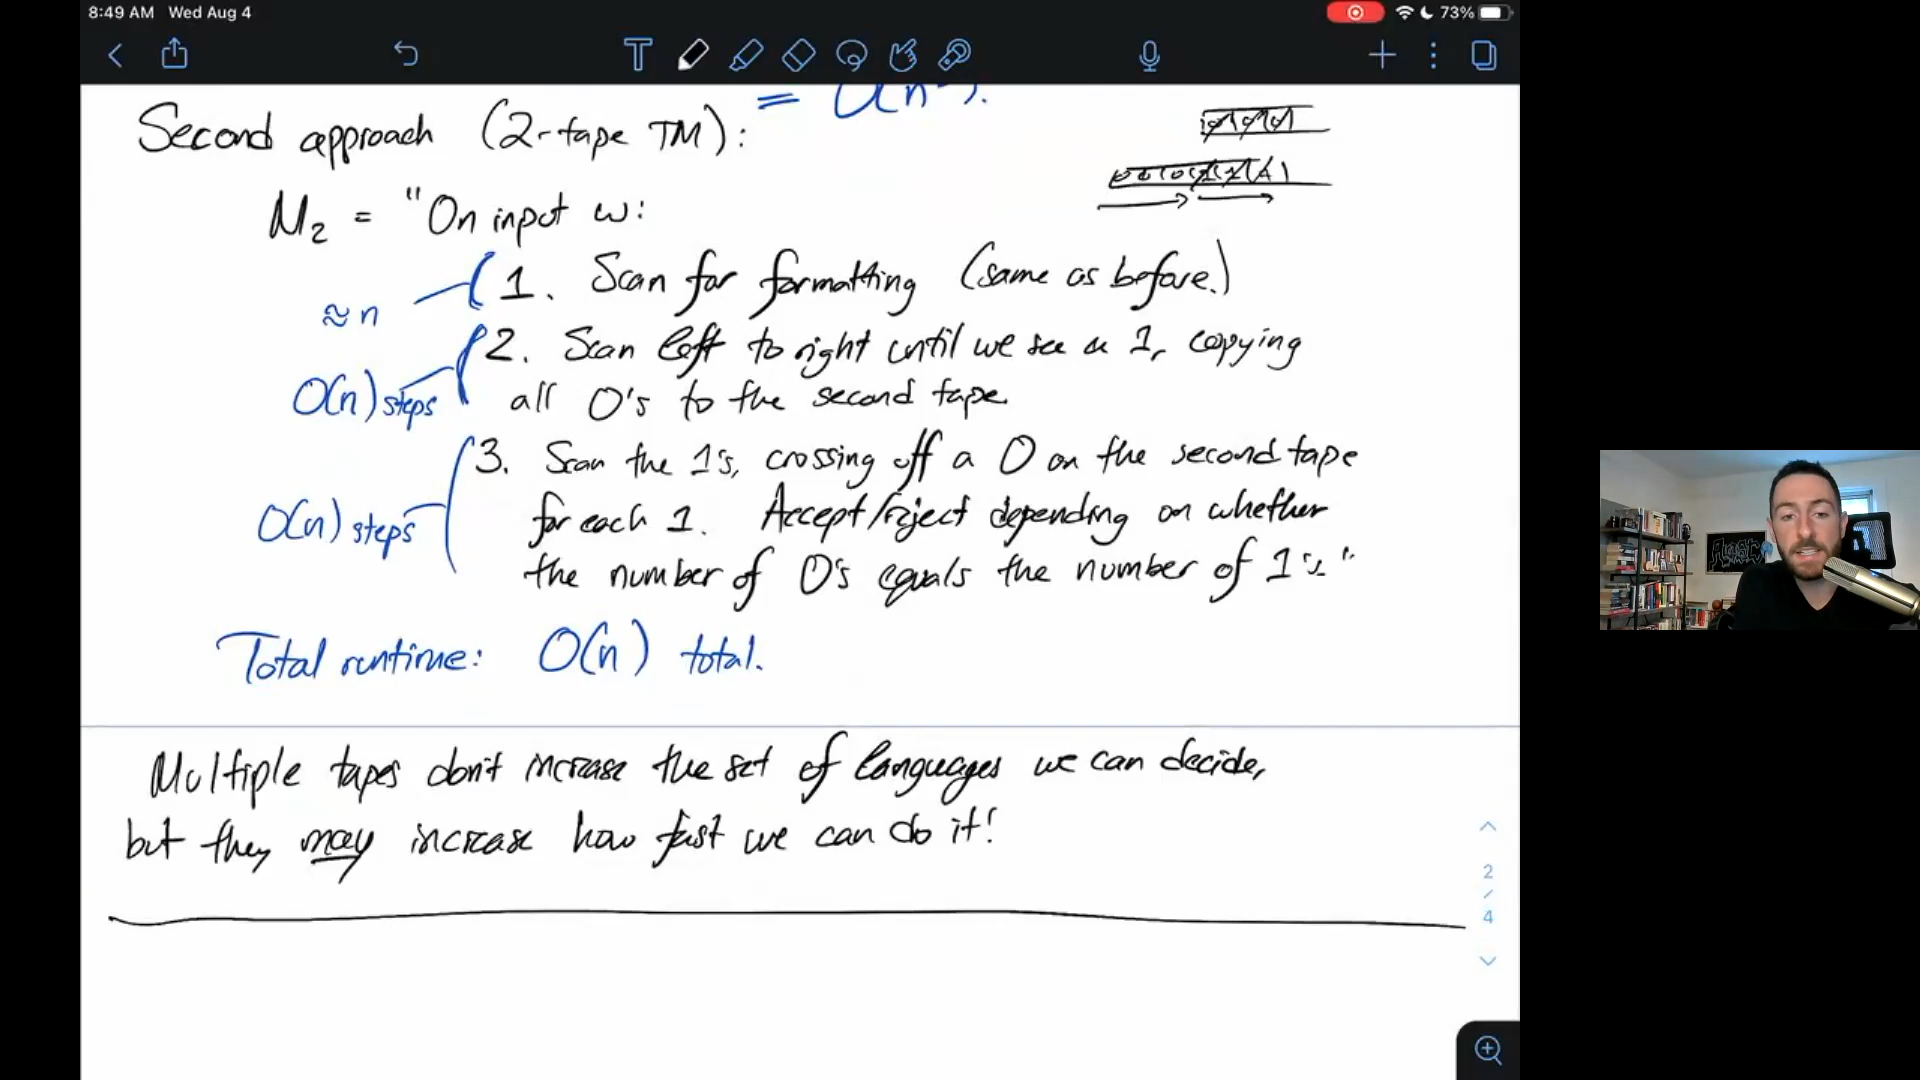 8:49 AM Wed Aug 4
73%
= O(n²).
Second approach (2-tape TM):
M₂ = "On input w:
≈ n
1. Scan for formatting (same as before.)
2. Scan left to right until we see a 1, copying
O(n) steps
all 0's to the second tape.
3. Scan the 1's, crossing off a 0 on the second tape
O(n) steps
for each 1. Accept/reject depending on whether
the number of 0's equals the number of 1's."
Total runtime: O(n) total.
Multiple tapes don't increase the set of languages we can decide,
but they may increase how fast we can do it!
2
/
4